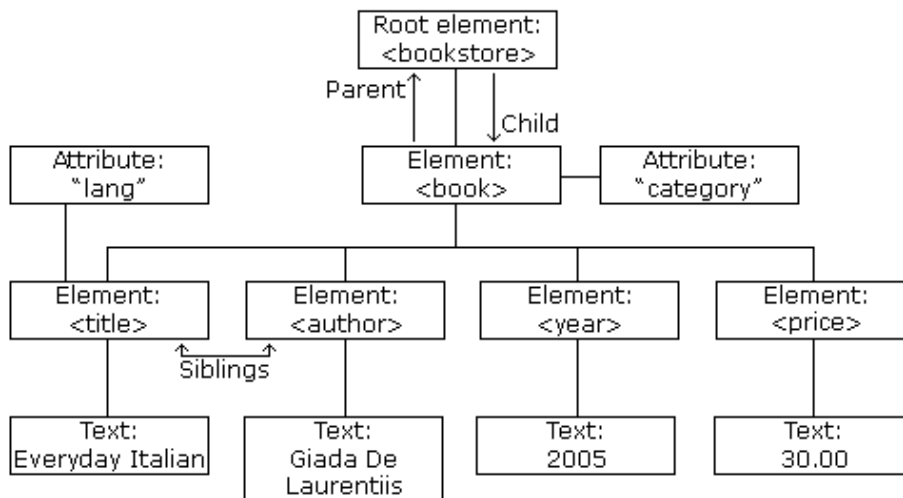 Root element:
<bookstore>
Parent
Child
Attribute:
“lang”
Element:
<book>
Attribute:
“category”
Element:
<title>
Element:
<author>
Element:
<year>
Element:
<price>
Siblings
Text:
Everyday Italian
Text:
Giada De
Laurentiis
Text:
2005
Text:
30.00